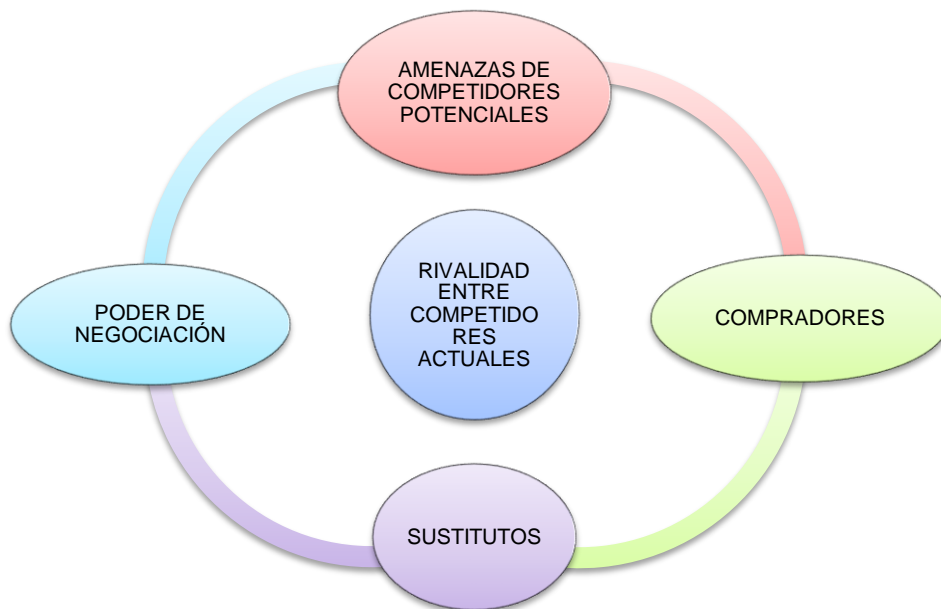 AMENAZAS DE
COMPETIDORES
POTENCIALES
PODER DE
NEGOCIACIÓN
RIVALIDAD
ENTRE
COMPETIDO
RES
ACTUALES
COMPRADORES
SUSTITUTOS